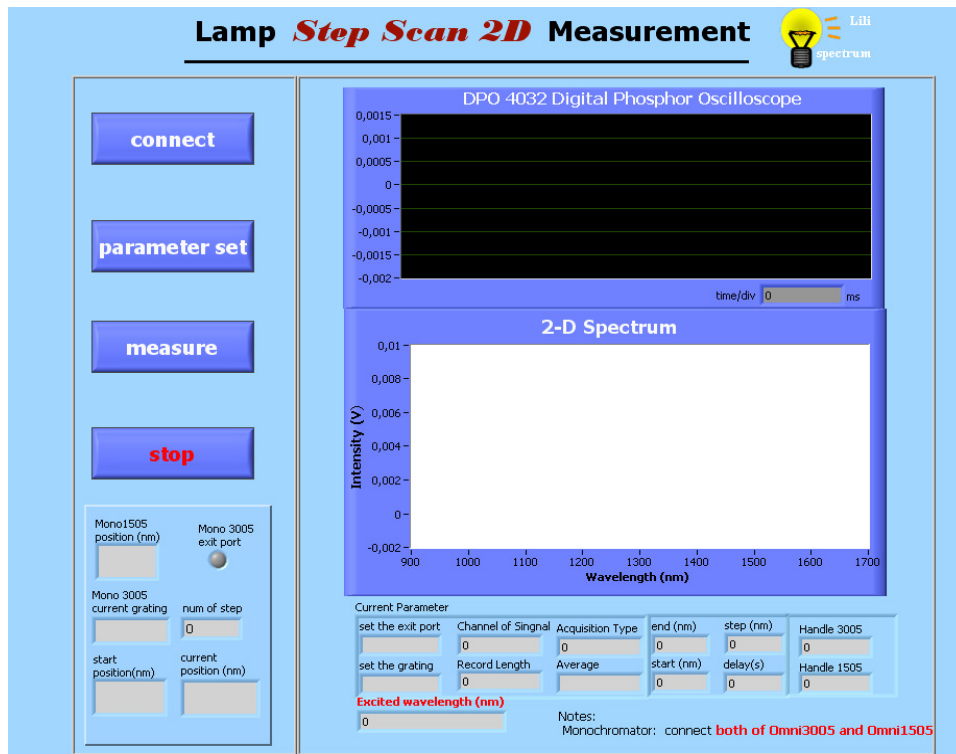 Lamp Step Scan 2D Measurement
Lili
spectrum
connect
parameter set
measure
stop
Mono1505
position (nm)
Mono 3005
exit port
Mono 3005
current grating
num of step
0
start
position(nm)
current
position (nm)
DPO 4032 Digital Phosphor Oscilloscope
0,0015
0,001
0,0005
0
-0,0005
-0,001
-0,0015
-0,002
time/div 0 ms
2-D Spectrum
0,01
0,008
0,006
0,004
0,002
0
-0,002
Intensity (V)
900 1000 1100 1200 1300 1400 1500 1600 1700
Wavelength (nm)
Current Parameter
set the exit port Channel of Singnal Acquisition Type end (nm) step (nm) Handle 3005
0 0 0 0 0
set the grating Record Length Average start (nm) delay(s) Handle 1505
0 0 0 0
Excited wavelength (nm)
0
Notes:
Monochromator: connect both of Omni3005 and Omni1505